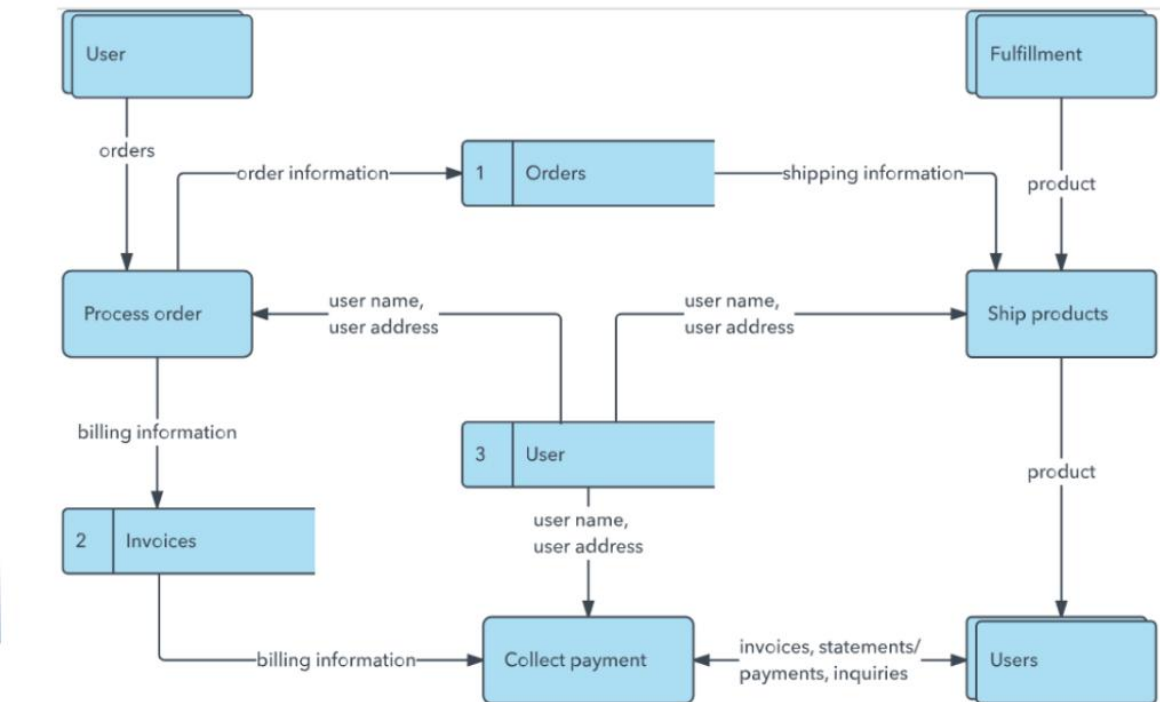 User
Fulfillment
orders
order information
1
Orders
shipping information
product
Process order
user name,
user address
user name,
user address
Ship products
billing information
3
User
product
user name,
user address
2
Invoices
billing information
Collect payment
invoices, statements/
payments, inquiries
Users